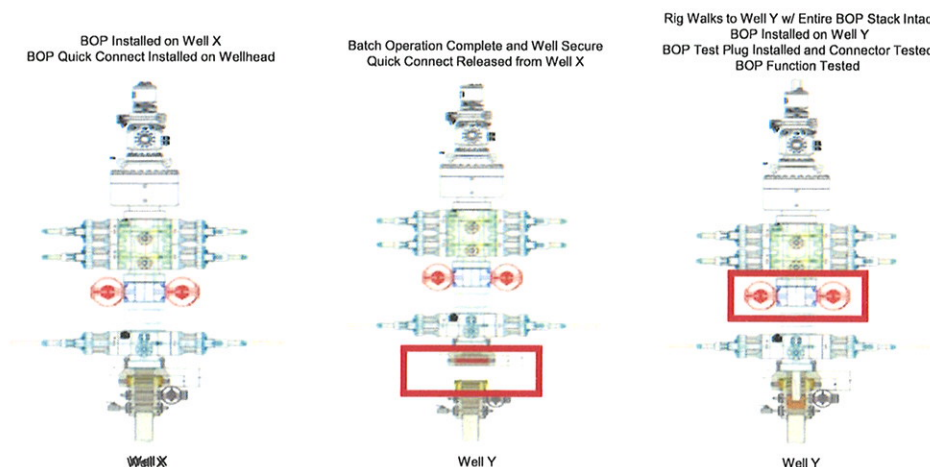 BOP Installed on Well X
BOP Quick Connect Installed on Wellhead
Batch Operation Complete and Well Secure
Quick Connect Released from Well X
Rig Walks to Well Y w/ Entire BOP Stack Intac
BOP Installed on Well Y
BOP Test Plug Installed and Connector Tested
BOP Function Tested
Well X
Well Y
Well Y